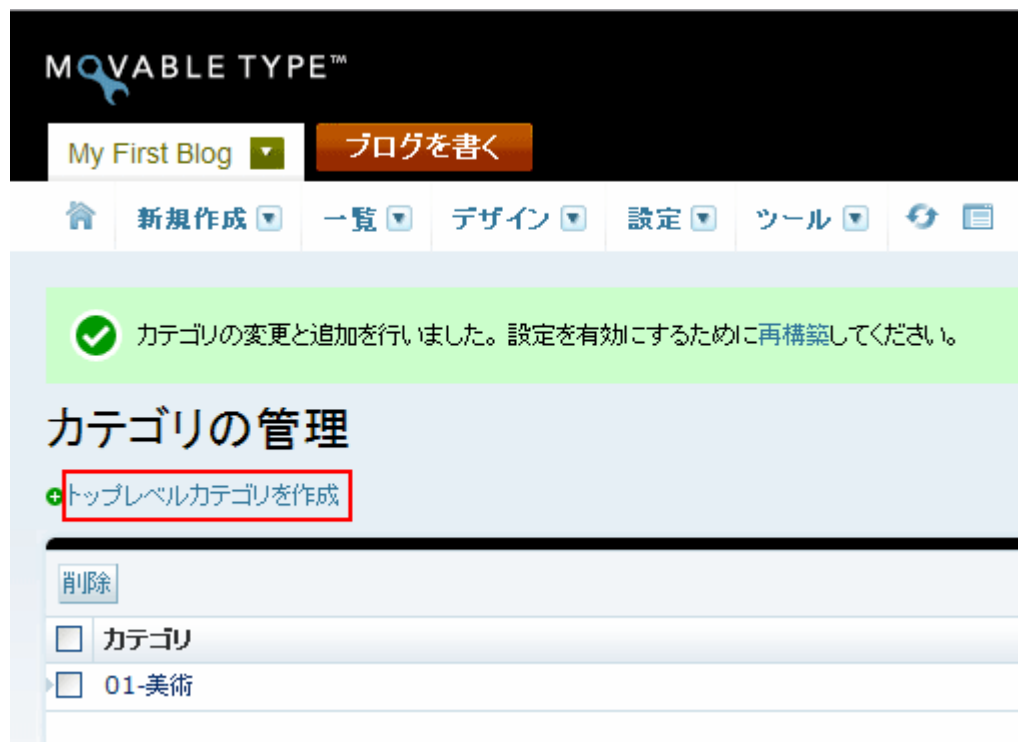 MOVABLE TYPE™
My First Blog ブログを書く
新規作成 一覧 デザイン 設定 ツール
カテゴリの変更と追加を行いました。設定を有効にするために再構築してください。
カテゴリの管理
トップレベルカテゴリを作成
削除
カテゴリ
01-美術